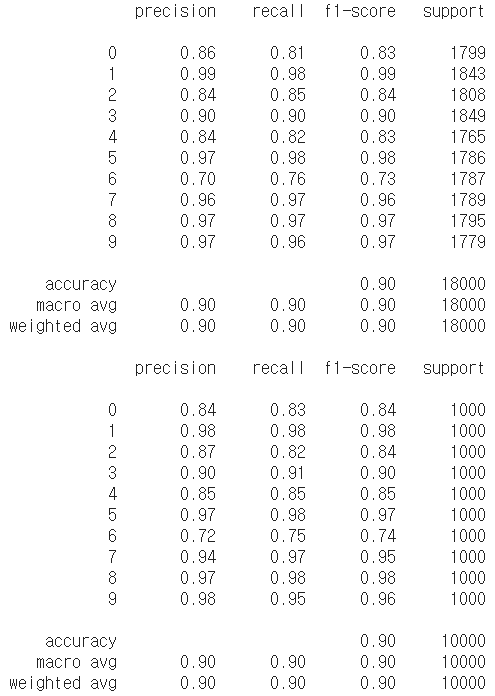 precision recall f1-score support
0 0.86 0.81 0.83 1799
1 0.99 0.98 0.99 1843
2 0.84 0.85 0.84 1808
3 0.90 0.90 0.90 1849
4 0.84 0.82 0.83 1765
5 0.97 0.98 0.98 1786
6 0.70 0.76 0.73 1787
7 0.96 0.97 0.96 1789
8 0.97 0.97 0.97 1795
9 0.97 0.96 0.97 1779
accuracy 0.90 18000
macro avg 0.90 0.90 0.90 18000
weighted avg 0.90 0.90 0.90 18000
precision recall f1-score support
0 0.84 0.83 0.84 1000
1 0.98 0.98 0.98 1000
2 0.87 0.82 0.84 1000
3 0.90 0.91 0.90 1000
4 0.85 0.85 0.85 1000
5 0.97 0.98 0.97 1000
6 0.72 0.75 0.74 1000
7 0.94 0.97 0.95 1000
8 0.97 0.98 0.98 1000
9 0.98 0.95 0.96 1000
accuracy 0.90 10000
macro avg 0.90 0.90 0.90 10000
weighted avg 0.90 0.90 0.90 10000